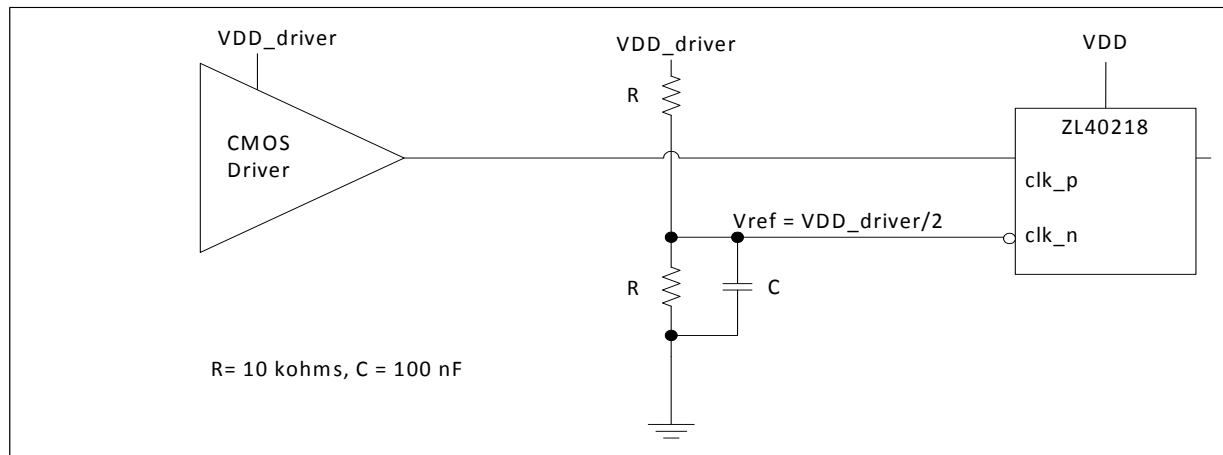 VDD_driver
VDD_driver
VDD
R
ZL40218
CMOS
Driver
clk_p
Vref = VDD_driver/2
clk_n
R
C
R= 10 kohms, C = 100 nF